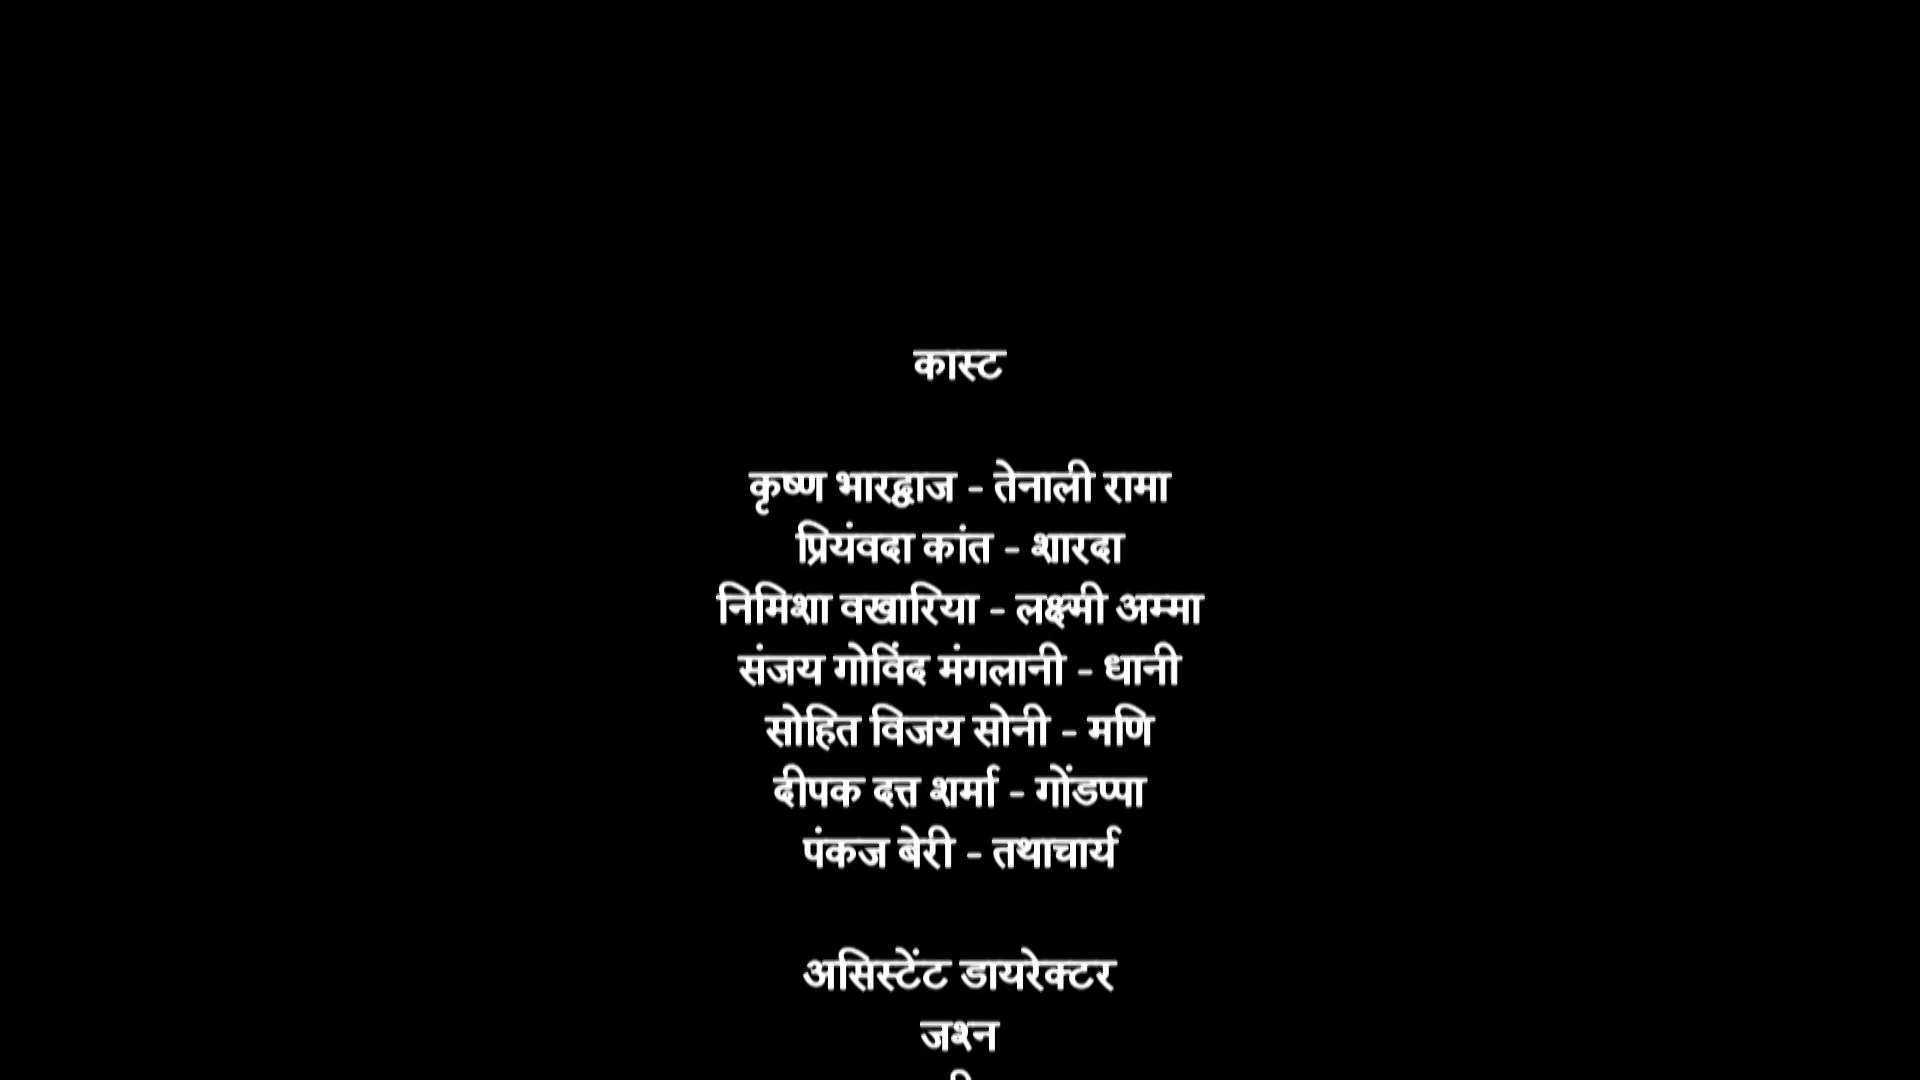 कास्ट
कृष्ण भारद्वाज - तेनाली रामा
प्रियंवदा कांत - शारदा
निमिशा वखारिया - लक्ष्मी अम्मा
संजय गोविंद मंगलानी - धानी
सोहित विजय सोनी - मणि
दीपक दत्त शर्मा - गोंडप्पा
पंकज बेरी - तथाचार्य
असिस्टेंट डायरेक्टर
जश्न